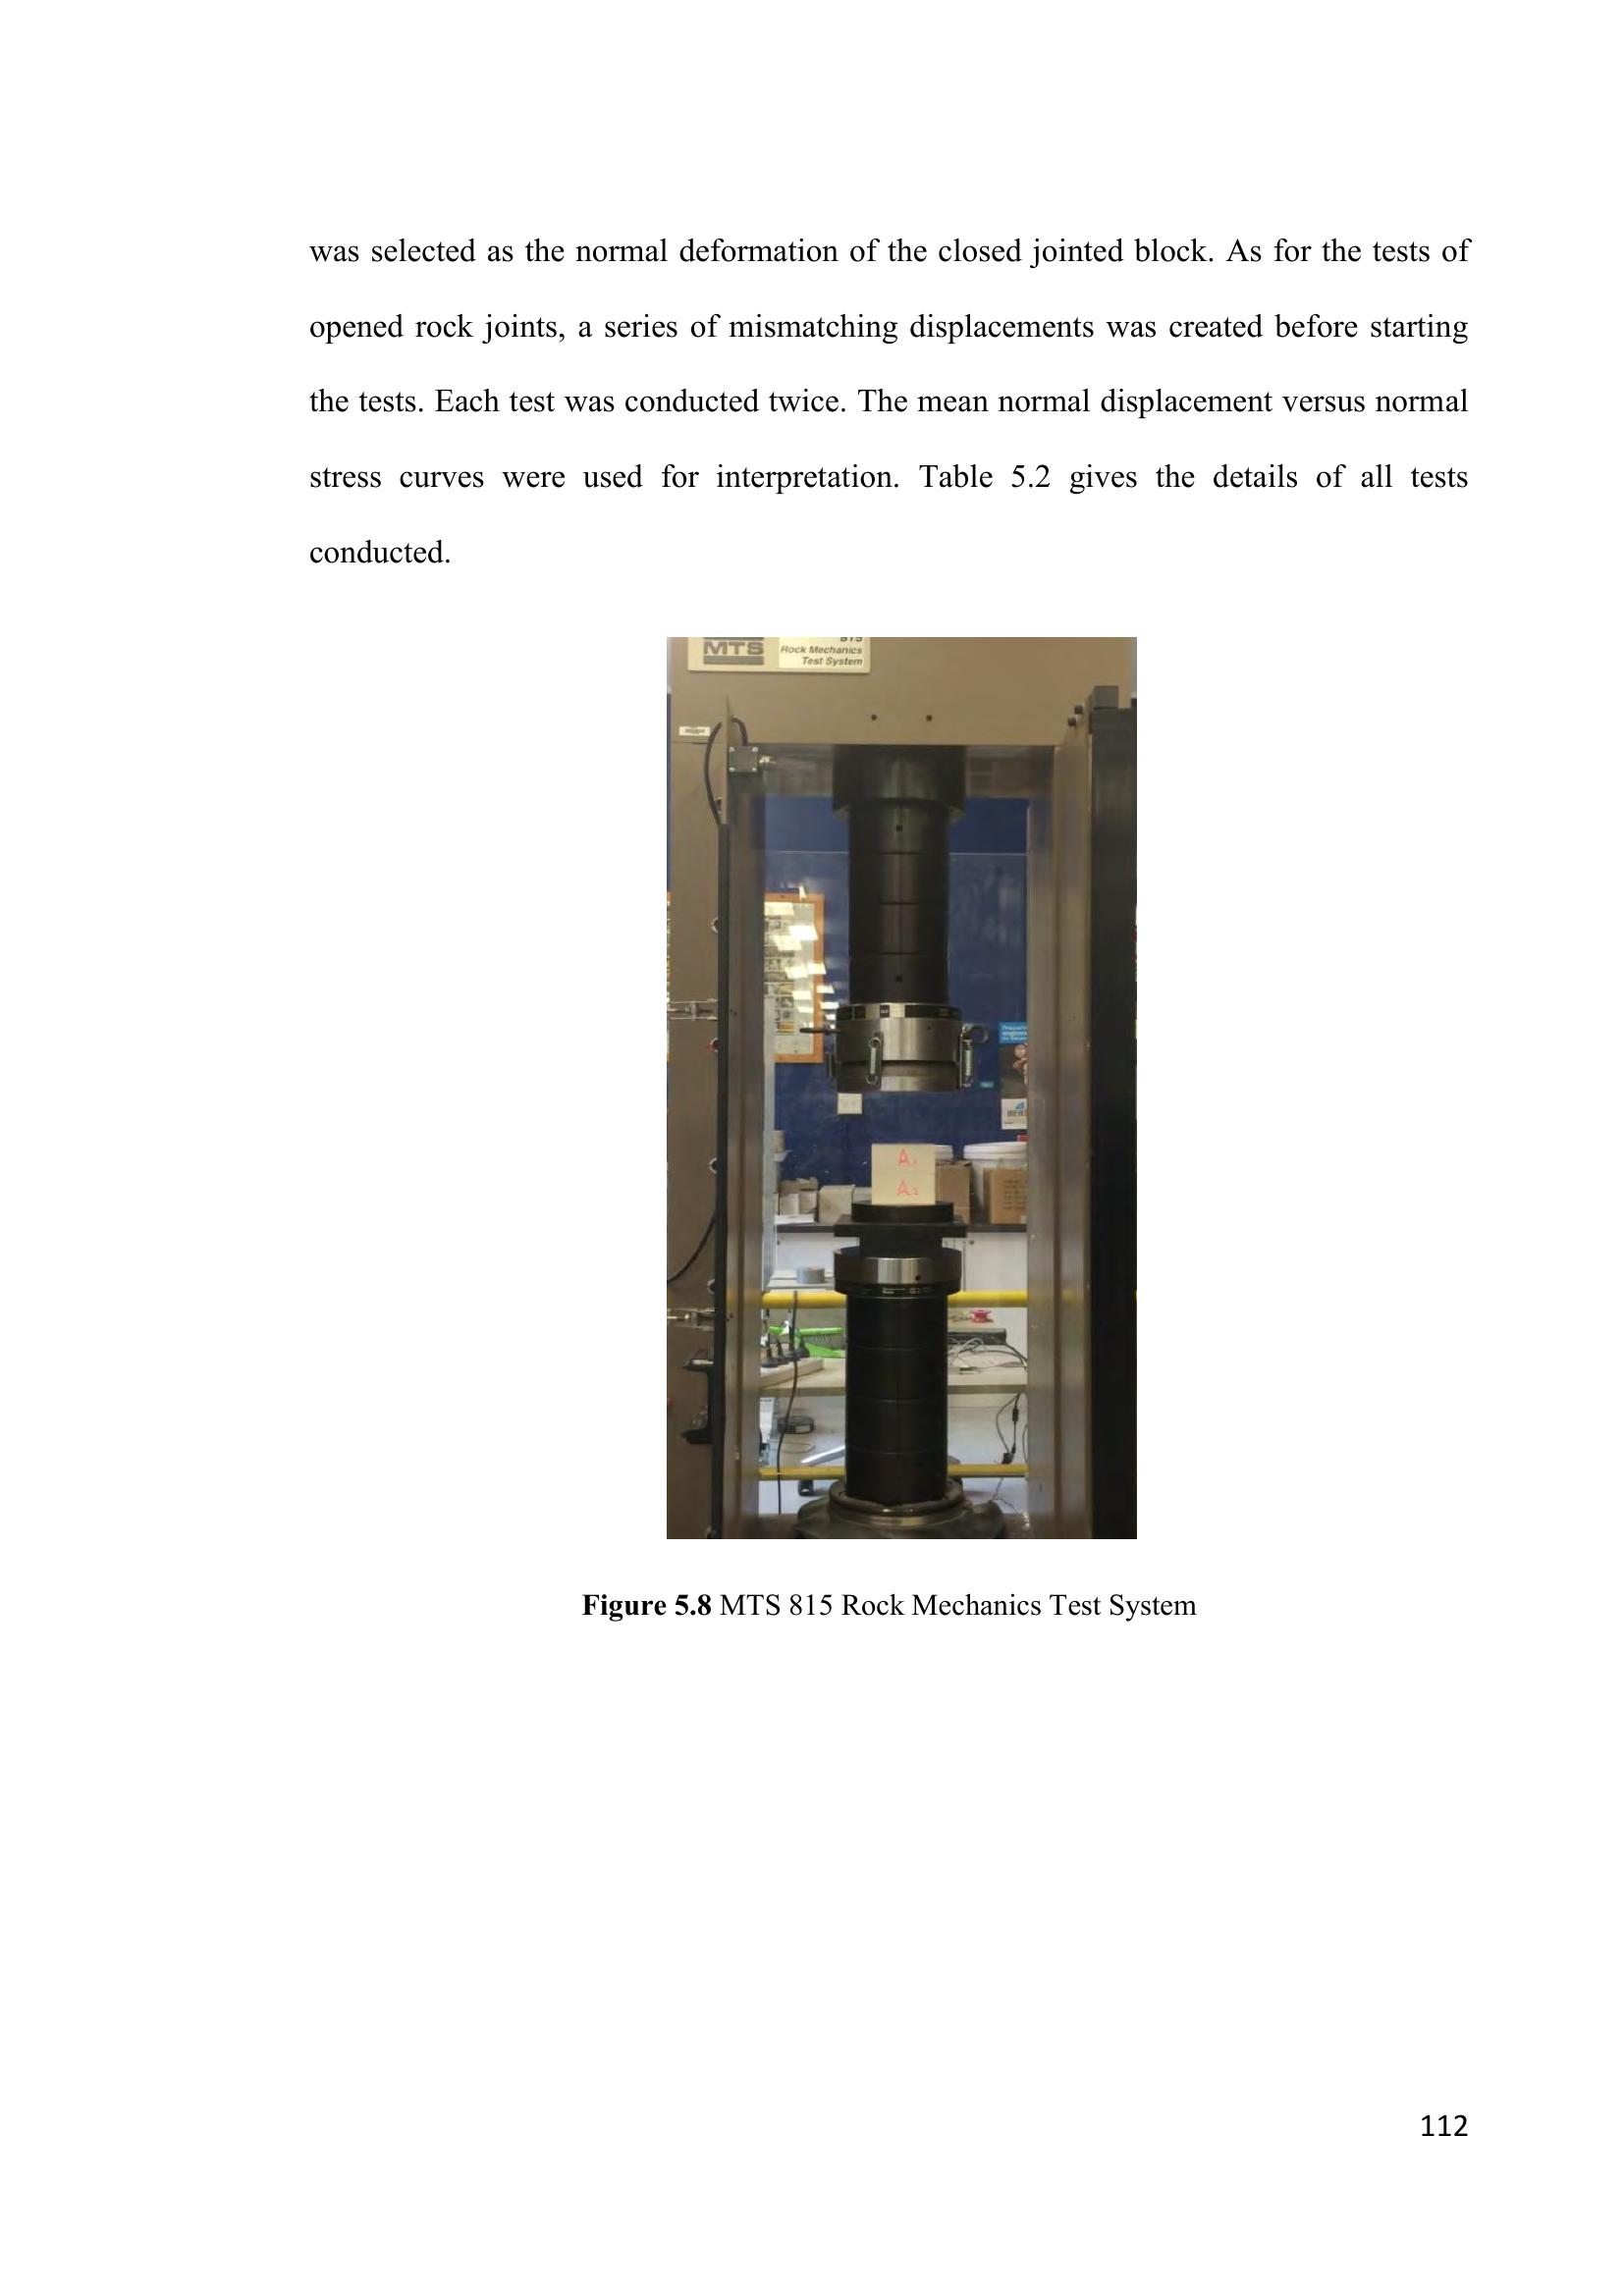 was selected as the normal deformation of the closed jointed block. As for the tests of
opened rock joints, a series of mismatching displacements was created before starting
the tests. Each test was conducted twice. The mean normal displacement versus normal
stress curves were used for interpretation. Table 5.2 gives the details of all tests
conducted.
MTS
815
Rock Mechanics
Test System
A1
A2
Figure 5.8 MTS 815 Rock Mechanics Test System
112